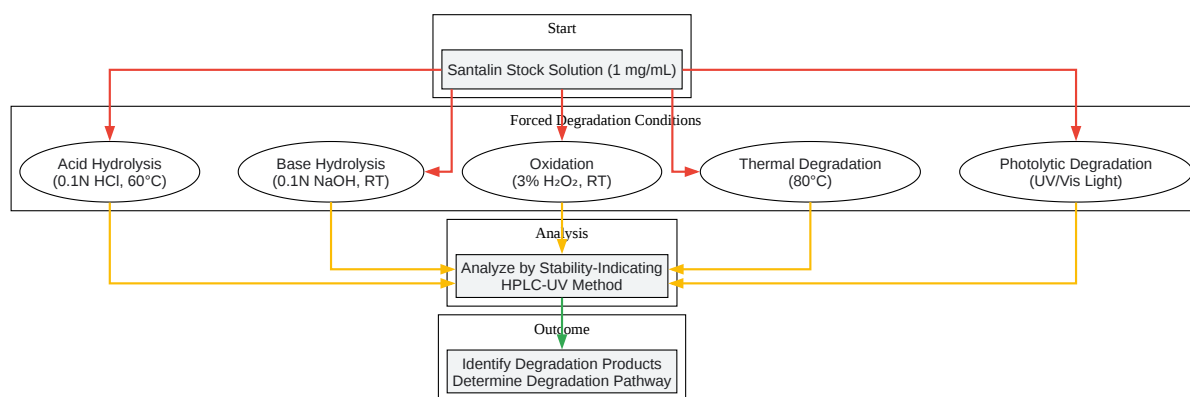 Start
Santalin Stock Solution (1 mg/mL)
Forced Degradation Conditions
Acid Hydrolysis
(0.1N HCl, 60°C)
Base Hydrolysis
(0.1N NaOH, RT)
Oxidation
(3% H₂O₂, RT)
Thermal Degradation
(80°C)
Photolytic Degradation
(UV/Vis Light)
Analysis
Analyze by Stability-Indicating
HPLC-UV Method
Outcome
Identify Degradation Products
Determine Degradation Pathway